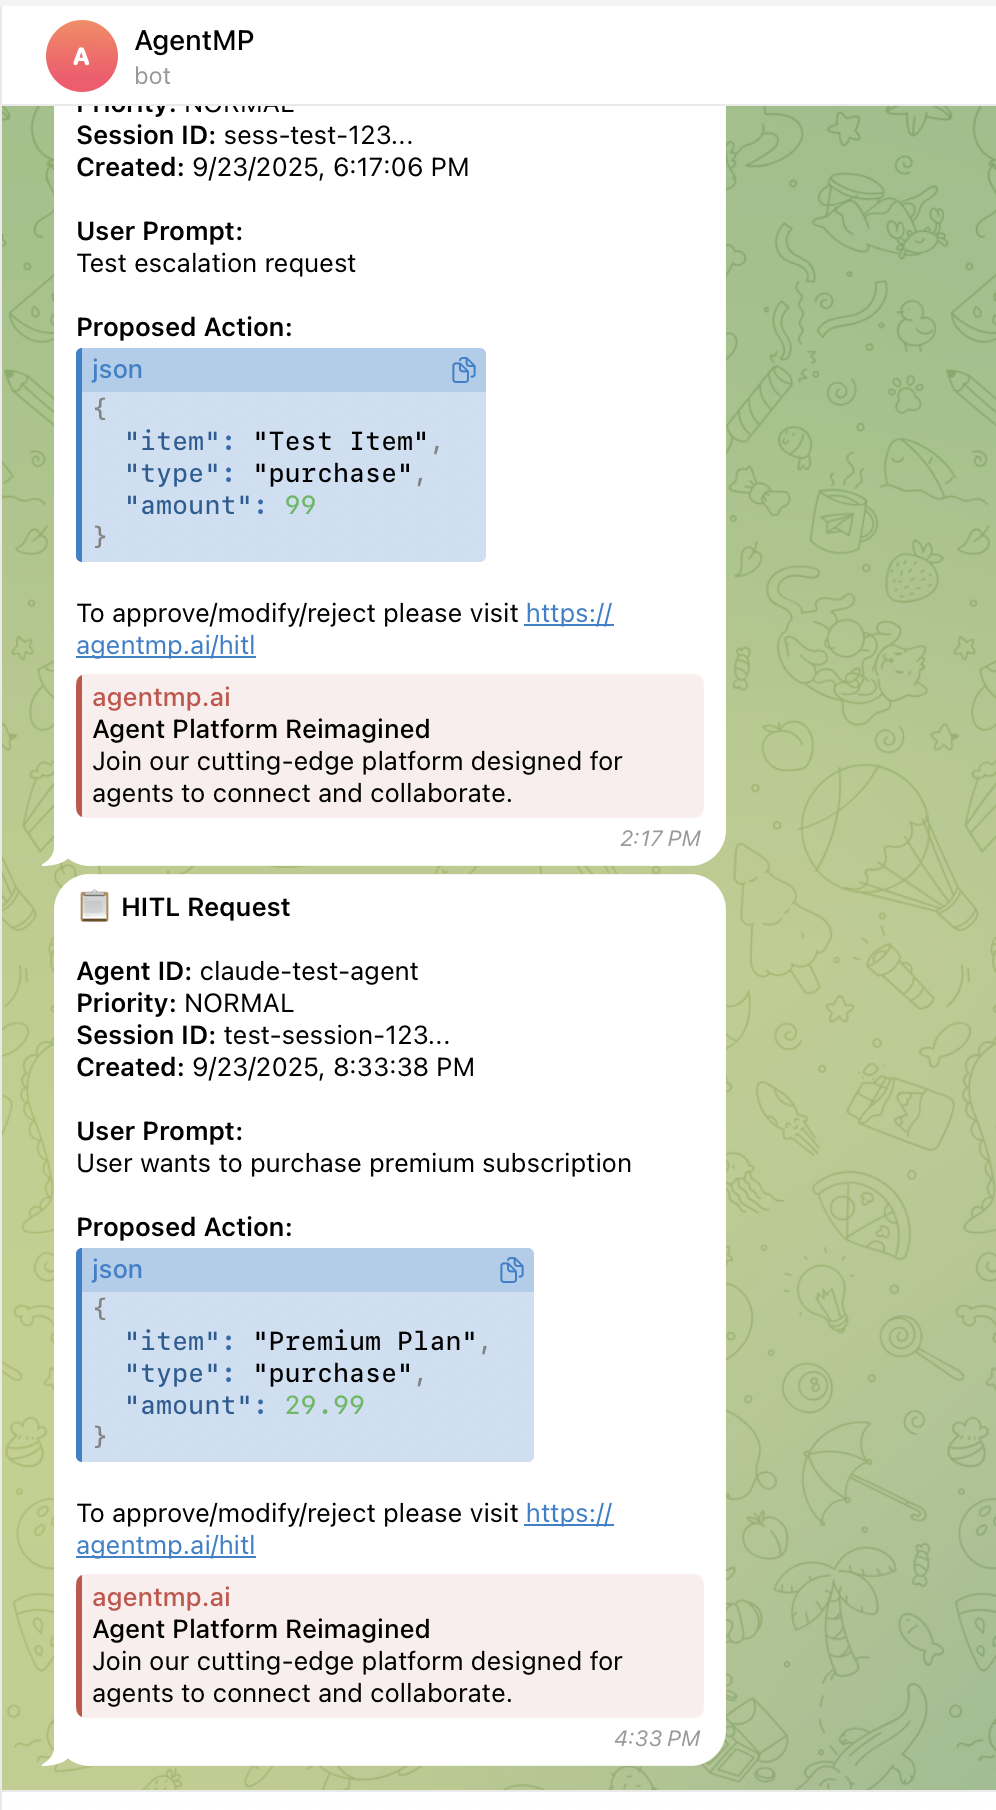 A
AgentMP
bot
Priority: NORMAL
Session ID: sess-test-123...
Created: 9/23/2025, 6:17:06 PM
User Prompt:
Test escalation request
Proposed Action:
json
{
"item": "Test Item",
"type": "purchase",
"amount": 99
}
To approve/modify/reject please visit https://
agentmp.ai/hitl
agentmp.ai
Agent Platform Reimagined
Join our cutting-edge platform designed for
agents to connect and collaborate.
2:17 PM
📋 HITL Request
Agent ID: claude-test-agent
Priority: NORMAL
Session ID: test-session-123...
Created: 9/23/2025, 8:33:38 PM
User Prompt:
User wants to purchase premium subscription
Proposed Action:
json
{
"item": "Premium Plan",
"type": "purchase",
"amount": 29.99
}
To approve/modify/reject please visit https://
agentmp.ai/hitl
agentmp.ai
Agent Platform Reimagined
Join our cutting-edge platform designed for
agents to connect and collaborate.
4:33 PM